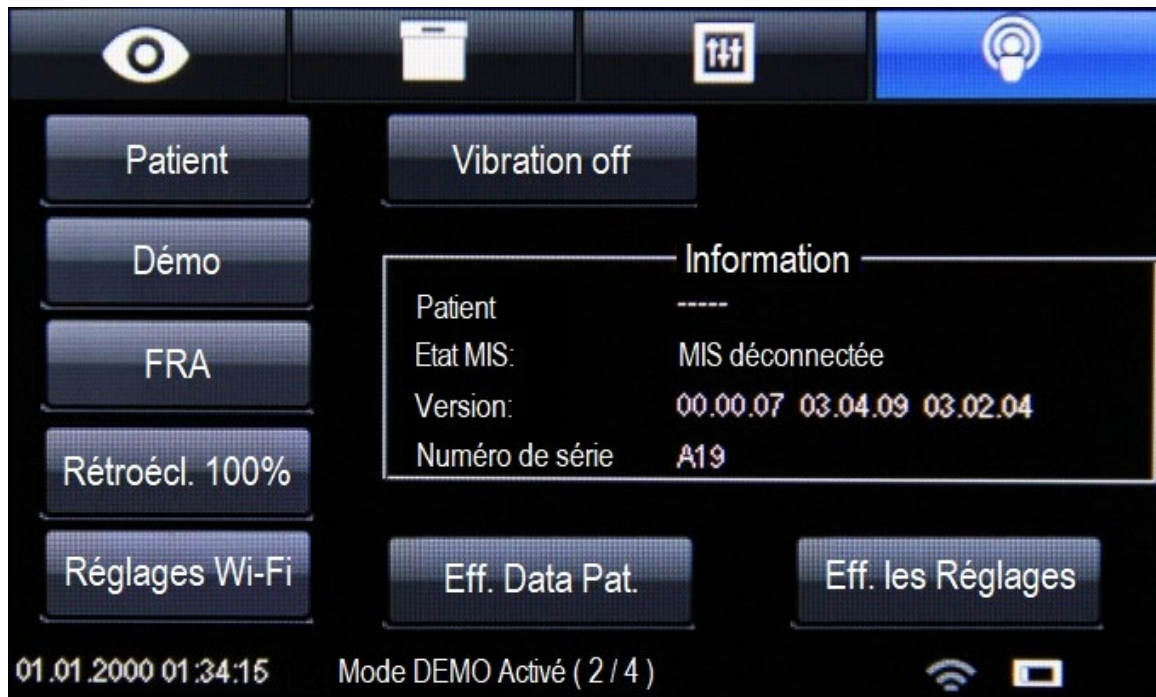 Patient
Vibration off
Démo
Information
Patient -----
Etat MIS: MIS déconnectée
FRA
Version: 00.00.07 03.04.09 03.02.04
Numéro de série A19
Rétroécl. 100%
Réglages Wi-Fi
Eff. Data Pat.
Eff. les Réglages
01.01.2000 01:34:15 Mode DEMO Activé ( 2 / 4 )